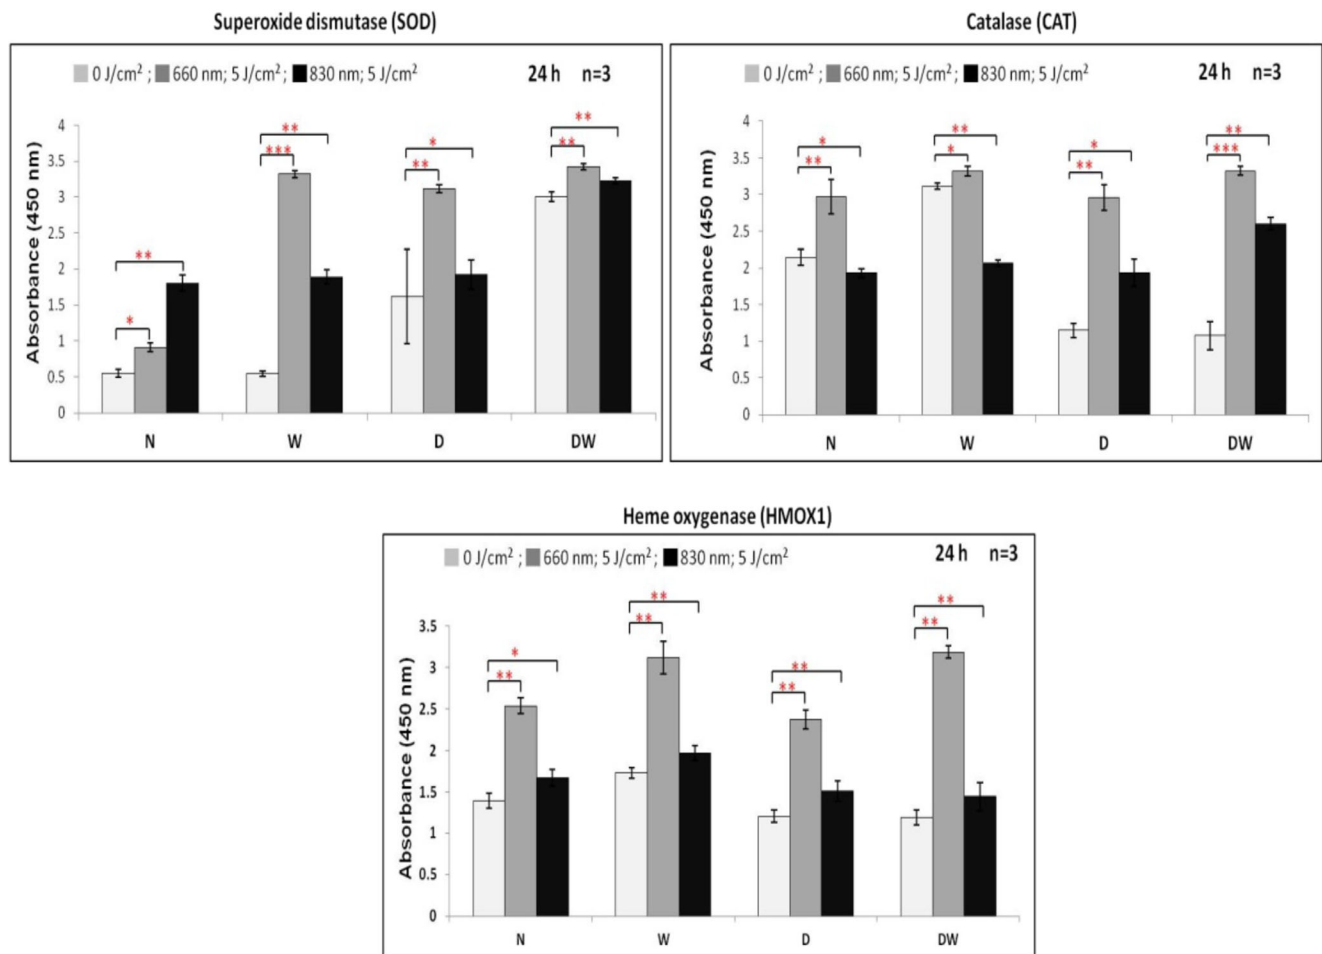 Superoxide dismutase (SOD)
0 J/cm² ; 660 nm; 5 J/cm²; 830 nm; 5 J/cm² 24 h n=3
Absorbance (450 nm)
4
3.5
3
2.5
2
1.5
1
0.5
0
* ** *** ** ** * ** **
N W D DW
Catalase (CAT)
0 J/cm² ; 660 nm; 5 J/cm²; 830 nm; 5 J/cm² 24 h n=3
Absorbance (450 nm)
4
3.5
3
2.5
2
1.5
1
0.5
0
** * * ** ** * *** **
N W D DW
Heme oxygenase (HMOX1)
0 J/cm² ; 660 nm; 5 J/cm²; 830 nm; 5 J/cm² 24 h n=3
Absorbance (450 nm)
3.5
3
2.5
2
1.5
1
0.5
0
** * ** ** ** ** ** **
N W D DW